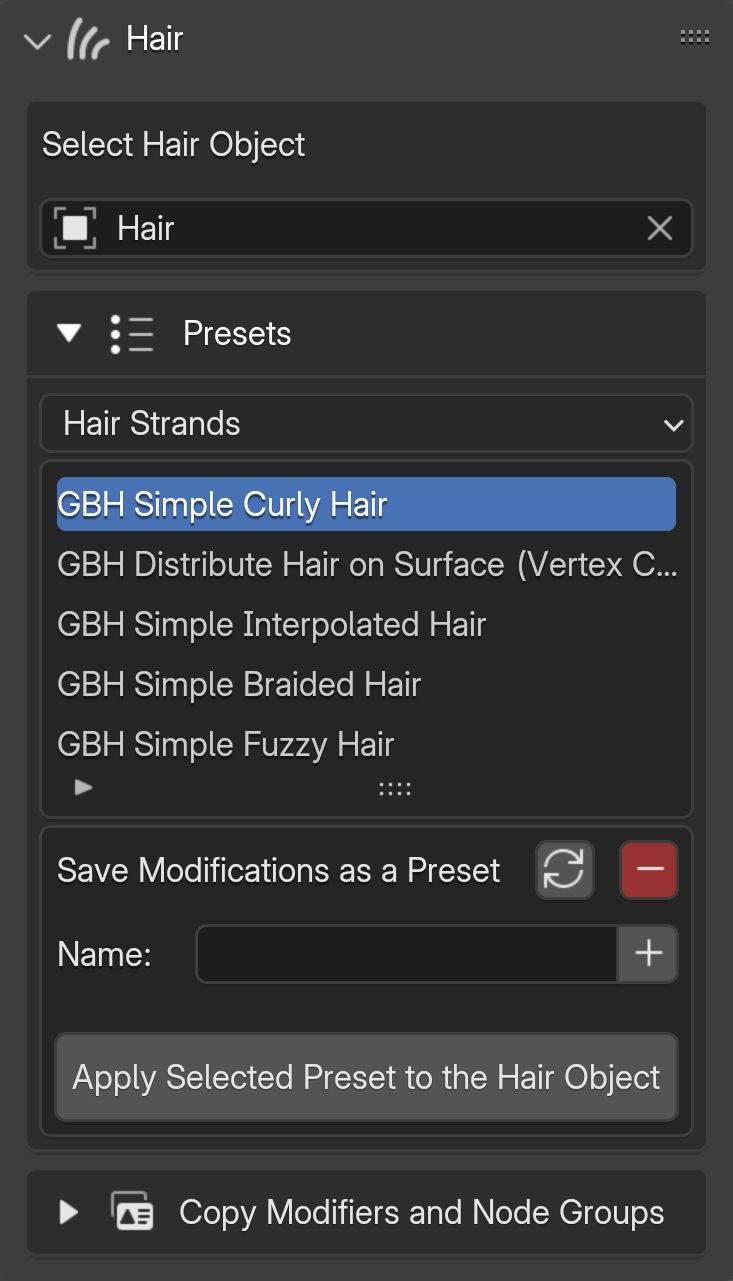 Hair
Select Hair Object
Hair
Presets
Hair Strands
GBH Simple Curly Hair
GBH Distribute Hair on Surface (Vertex C...
GBH Simple Interpolated Hair
GBH Simple Braided Hair
GBH Simple Fuzzy Hair
Save Modifications as a Preset
Name:
Apply Selected Preset to the Hair Object
Copy Modifiers and Node Groups